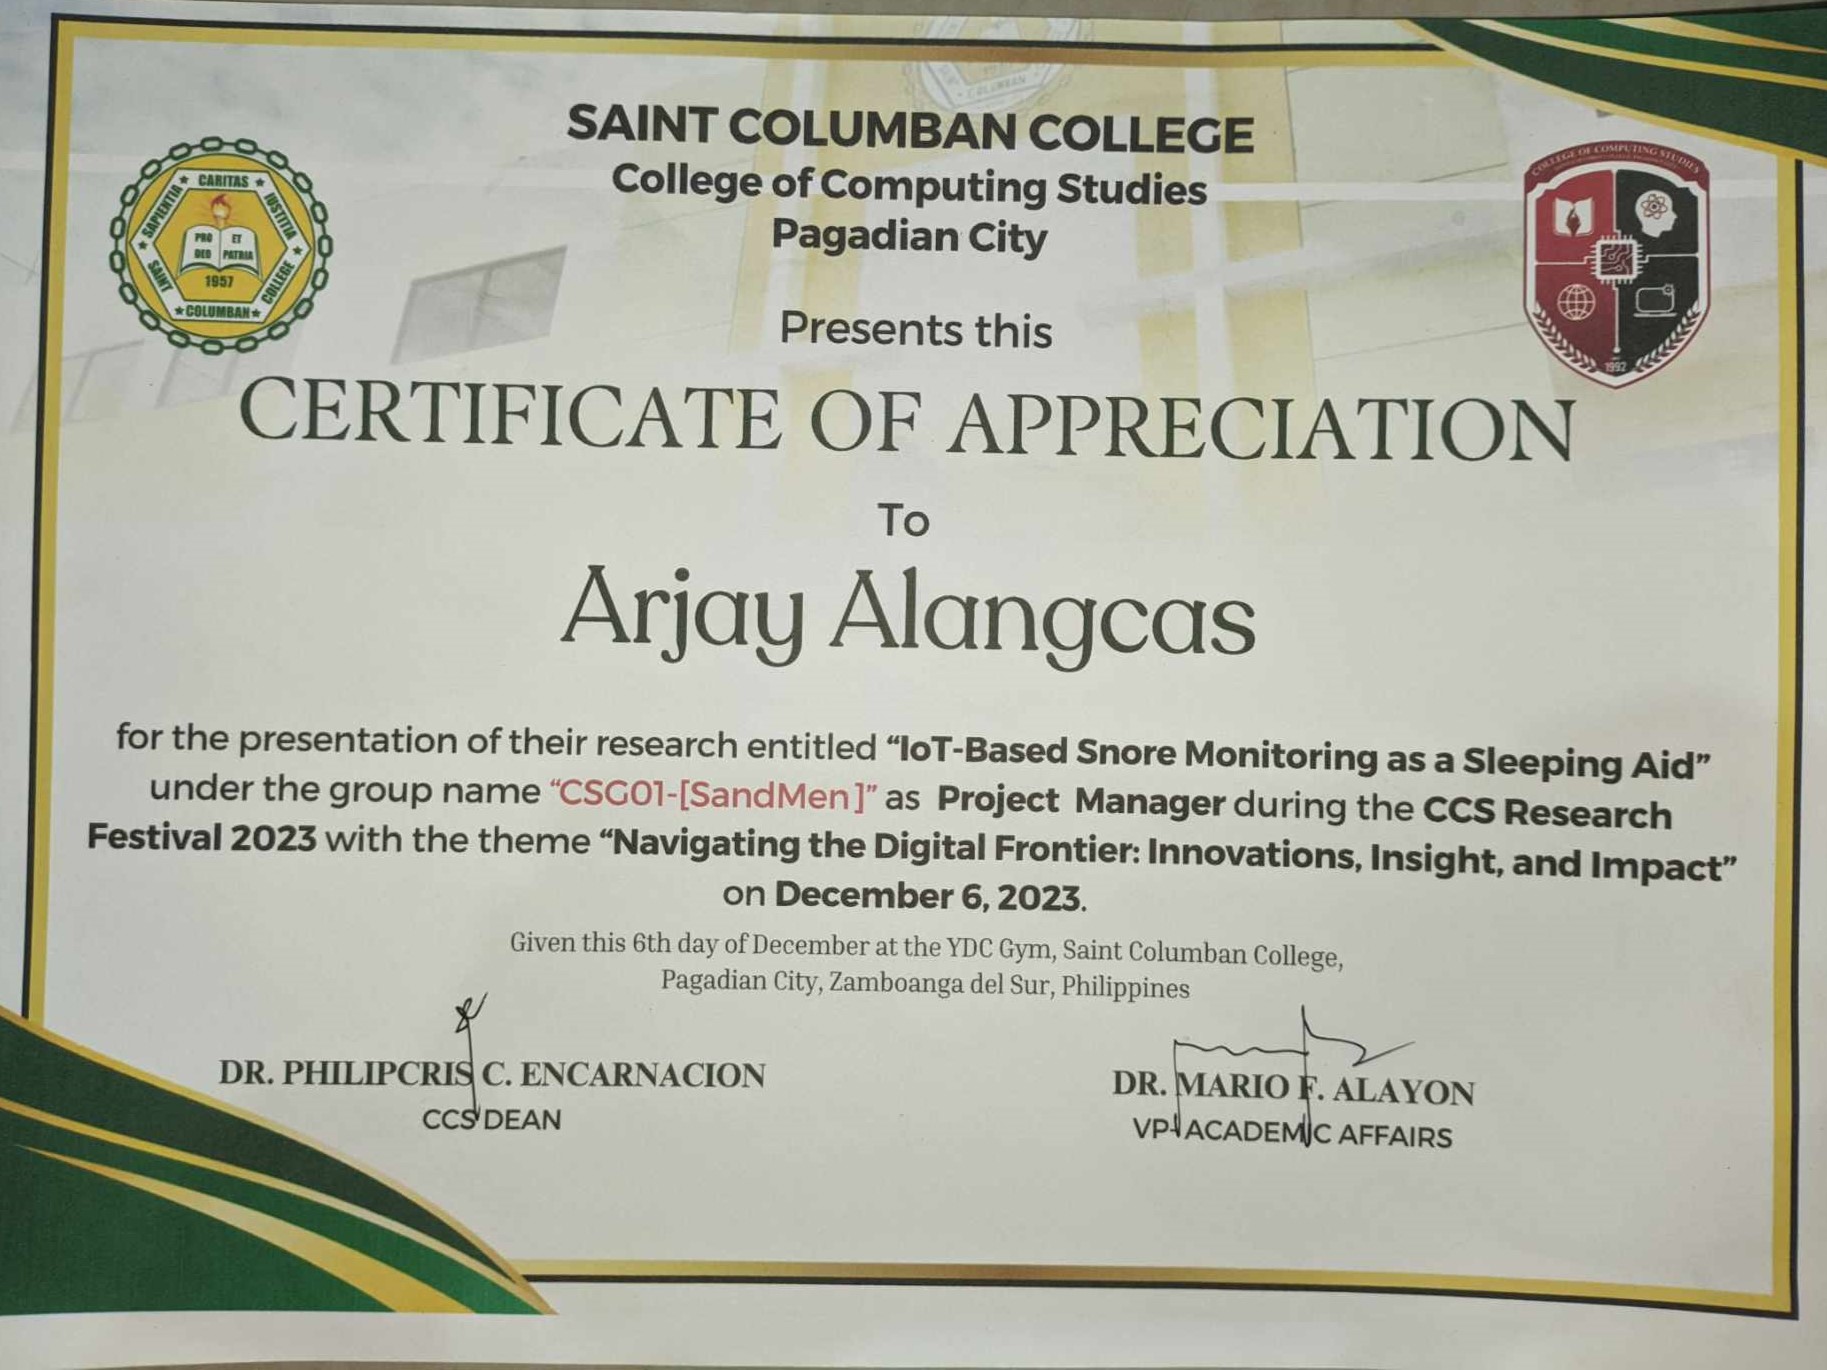 SAINT COLUMBAN COLLEGE
College of Computing Studies
Pagadian City
CARITAS
SAPIENTIA
JUSTITIA
PRO ET
DEO PATRIA
1957
SAINT
COLUMBAN
COLLEGE
COLLEGE OF COMPUTING STUDIES
1992
Presents this
CERTIFICATE OF APPRECIATION
To
Arjay Alangcas
for the presentation of their research entitled “IoT-Based Snore Monitoring as a Sleeping Aid”
under the group name “CSG01-[SandMen]” as Project Manager during the CCS Research
Festival 2023 with the theme “Navigating the Digital Frontier: Innovations, Insight, and Impact”
on December 6, 2023.
Given this 6th day of December at the YDC Gym, Saint Columban College,
Pagadian City, Zamboanga del Sur, Philippines
DR. PHILIPCRIS C. ENCARNACION
CCS DEAN
DR. MARIO F. ALAYON
VP-ACADEMIC AFFAIRS